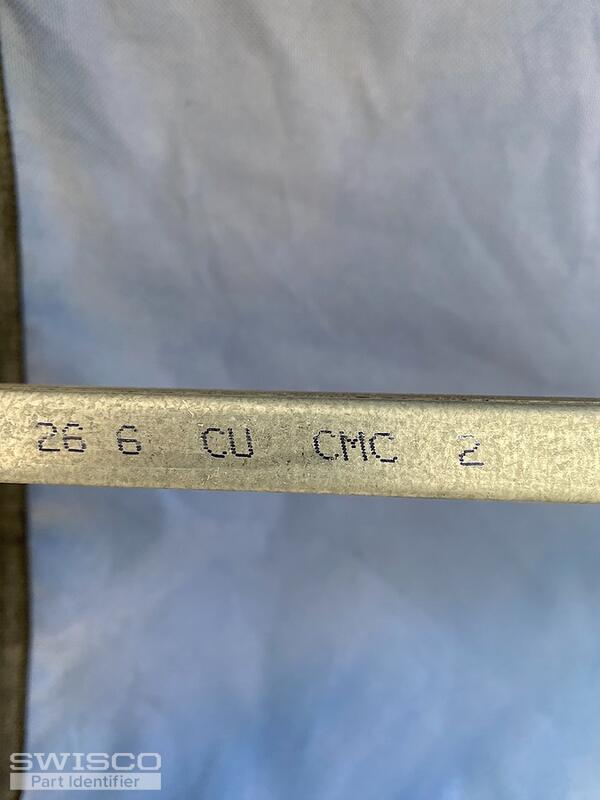 26 6 CU CMC 2
SWISCO
Part Identifier